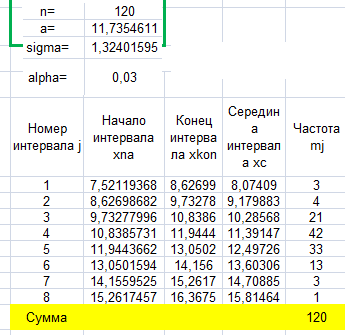 n= 120
a= 11,7354611
sigma= 1,32401595
alpha= 0,03
Номер интервала j Начало интервала xna Конец интерва ла xkon Середин а интервал а xc Частота mj
1 7,52119368 8,62699 8,07409 3
2 8,62698682 9,73278 9,179883 4
3 9,73277996 10,8386 10,28568 21
4 10,8385731 11,9444 11,39147 42
5 11,9443662 13,0502 12,49726 33
6 13,0501594 14,156 13,60306 13
7 14,1559525 15,2617 14,70885 3
8 15,2617457 16,3675 15,81464 1
Сумма 120